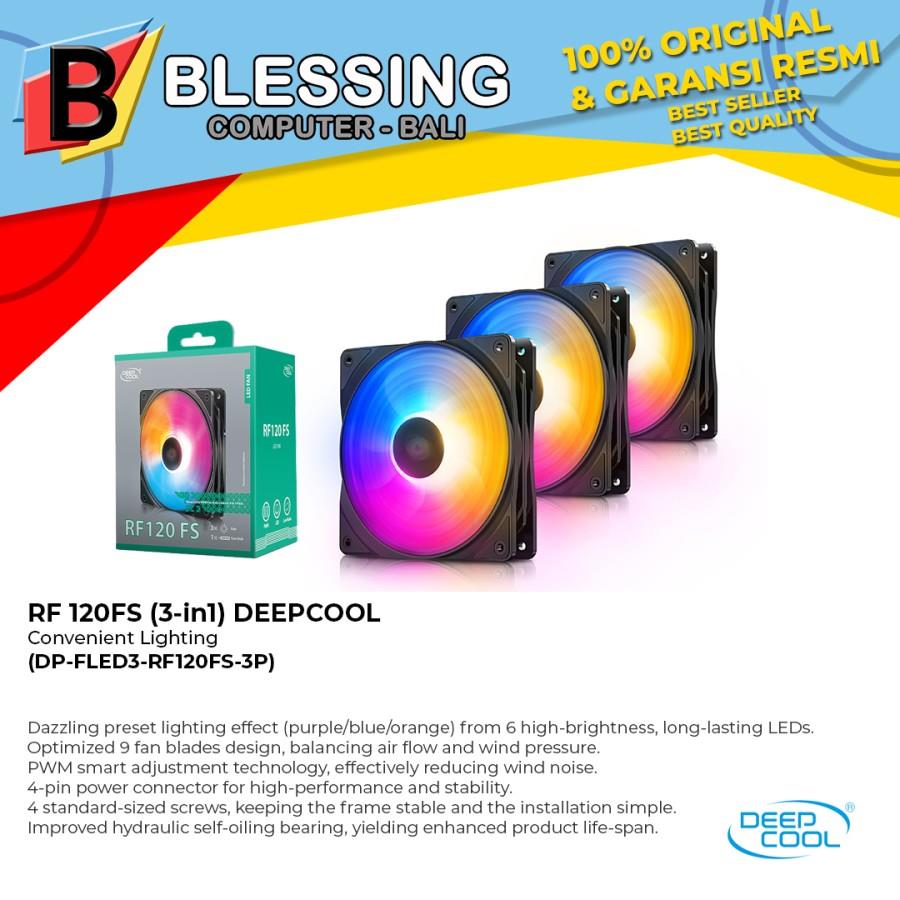 B BLESSING
COMPUTER - BALI
100% ORIGINAL
& GARANSI RESMI
BEST SELLER
BEST QUALITY
DEEP
COOL
LED FAN
RF120 FS
RF120 FS
RF 120FS (3-in1) DEEPCOOL
Convenient Lighting
(DP-FLED3-RF120FS-3P)
Dazzling preset lighting effect (purple/blue/orange) from 6 high-brightness, long-lasting LEDs.
Optimized 9 fan blades design, balancing air flow and wind pressure.
PWM smart adjustment technology, effectively reducing wind noise.
4-pin power connector for high-performance and stability.
4 standard-sized screws, keeping the frame stable and the installation simple.
Improved hydraulic self-oiling bearing, yielding enhanced product life-span.
DEEP
COOL®